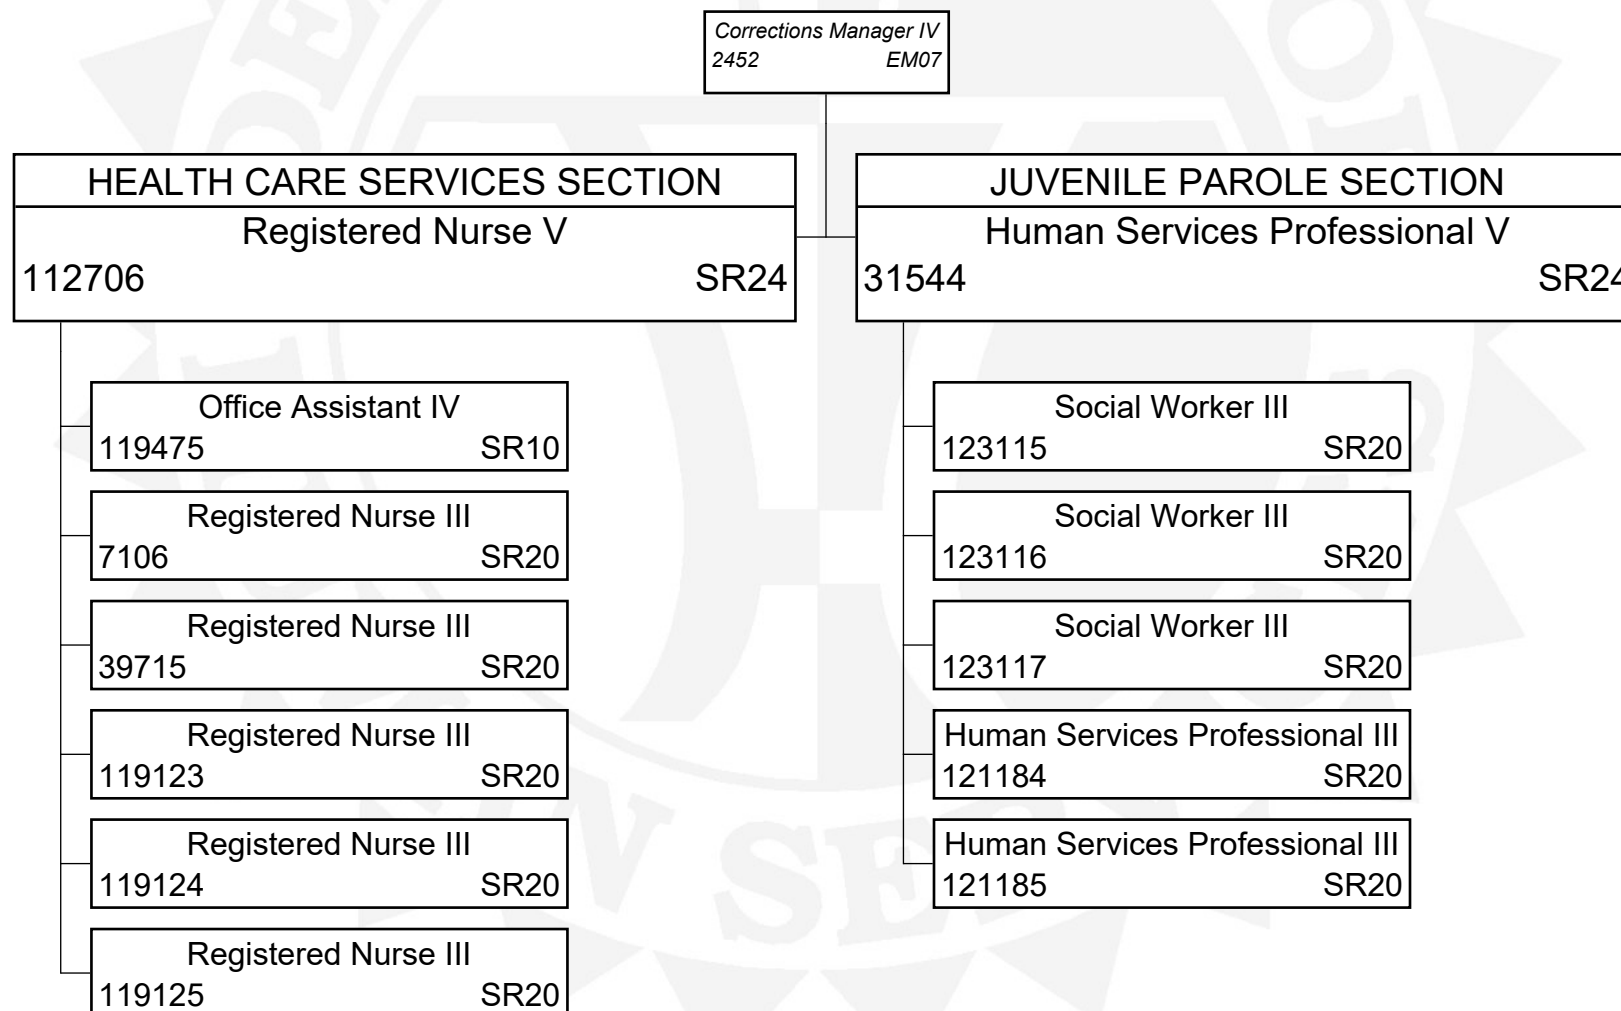 Corrections Manager IV
2452 EM07
HEALTH CARE SERVICES SECTION
Registered Nurse V
112706 SR24
Office Assistant IV
119475 SR10
Registered Nurse III
7106 SR20
Registered Nurse III
39715 SR20
Registered Nurse III
119123 SR20
Registered Nurse III
119124 SR20
Registered Nurse III
119125 SR20
JUVENILE PAROLE SECTION
Human Services Professional V
31544 SR24
Social Worker III
123115 SR20
Social Worker III
123116 SR20
Social Worker III
123117 SR20
Human Services Professional III
121184 SR20
Human Services Professional III
121185 SR20